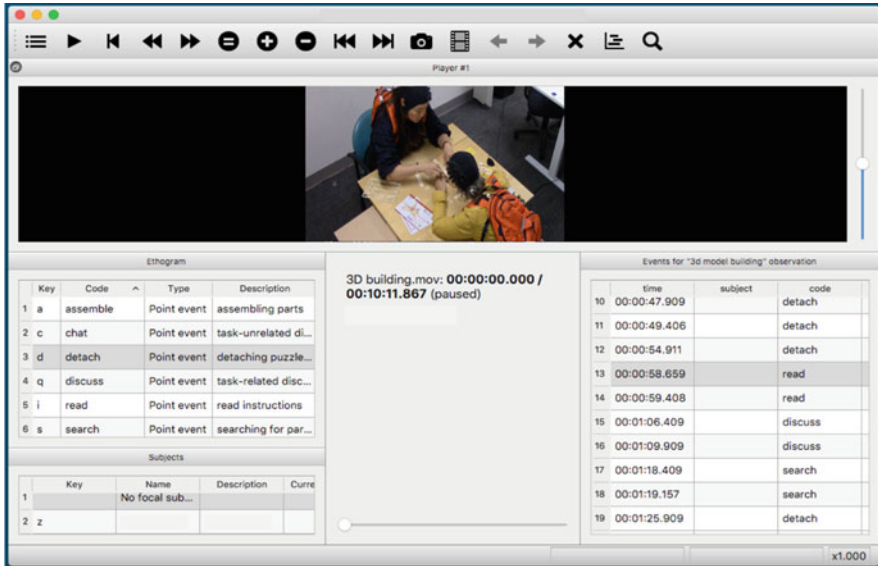 Player #1
Ethogram
Key Code Type Description
1 a assemble Point event assembling parts
2 c chat Point event task-unrelated di...
3 d detach Point event detaching puzzle...
4 q discuss Point event task-related disc...
5 i read Point event read instructions
6 s search Point event searching for par...
Subjects
Key Name Description Curre
1 No focal sub...
2 z
3D building.mov: 00:00:00.000 /
00:10:11.867 (paused)
Events for "3d model building" observation
time subject code
10 00:00:47.909 detach
11 00:00:49.406 detach
12 00:00:54.911 detach
13 00:00:58.659 read
14 00:00:59.408 read
15 00:01:06.409 discuss
16 00:01:09.909 discuss
17 00:01:18.409 search
18 00:01:19.157 search
19 00:01:25.909 detach
x1.000